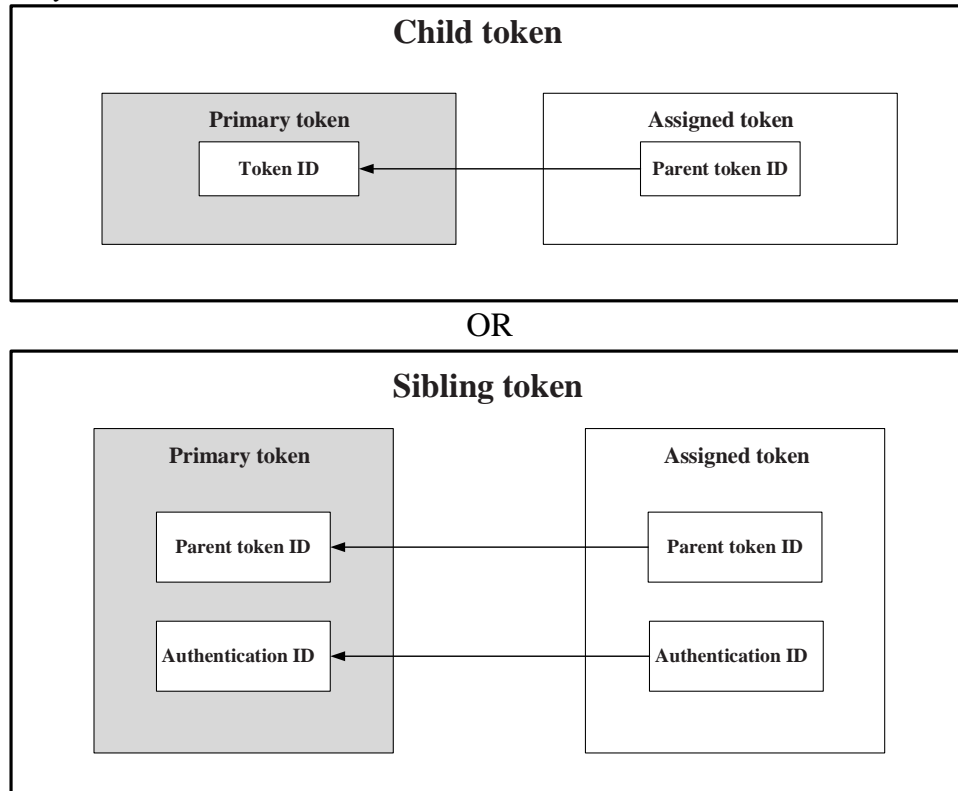 Child token
Primary token
Assigned token
Token ID
Parent token ID
OR
Sibling token
Primary token
Assigned token
Parent token ID
Parent token ID
Authentication ID
Authentication ID